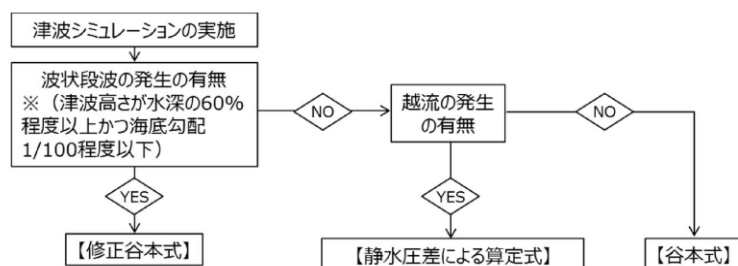 津波シミュレーションの実施
波状段波の発生の有無
※（津波高さが水深の60%
程度以上かつ海底勾配
1/100程度以下）
NO
越流の発生
の有無
NO
YES
YES
【修正谷本式】
【静水圧差による算定式】
【谷本式】